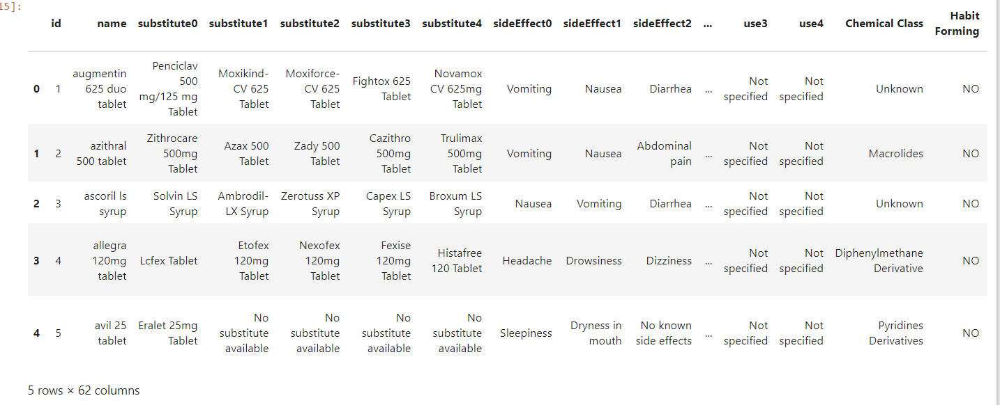 15]:
id name substitute0 substitute1 substitute2 substitute3 substitute4 sideEffect0 sideEffect1 sideEffect2 ... use3 use4 Chemical Class Habit Forming
0 1 augmentin 625 duo tablet Penciclav 500 mg/125 mg Tablet Moxikind-CV 625 Tablet Moxiforce-CV 625 Tablet Fightox 625 Tablet Novamox CV 625mg Tablet Vomiting Nausea Diarrhea ... Not specified Not specified Unknown NO
1 2 azithral 500 tablet Zithrocare 500mg Tablet Azax 500 Tablet Zady 500 Tablet Cazithro 500mg Tablet Trulimax 500mg Tablet Vomiting Nausea Abdominal pain ... Not specified Not specified Macrolides NO
2 3 ascoril ls syrup Solvin LS Syrup Ambrodil-LX Syrup Zerotuss XP Syrup Capex LS Syrup Broxum LS Syrup Nausea Vomiting Diarrhea ... Not specified Not specified Unknown NO
3 4 allegra 120mg tablet Lcfex Tablet Etofex 120mg Tablet Nexofex 120mg Tablet Fexise 120mg Tablet Histafree 120 Tablet Headache Drowsiness Dizziness ... Not specified Not specified Diphenylmethane Derivative NO
4 5 avil 25 tablet Eralet 25mg Tablet No substitute available No substitute available No substitute available No substitute available Sleepiness Dryness in mouth No known side effects ... Not specified Not specified Pyridines Derivatives NO
5 rows × 62 columns